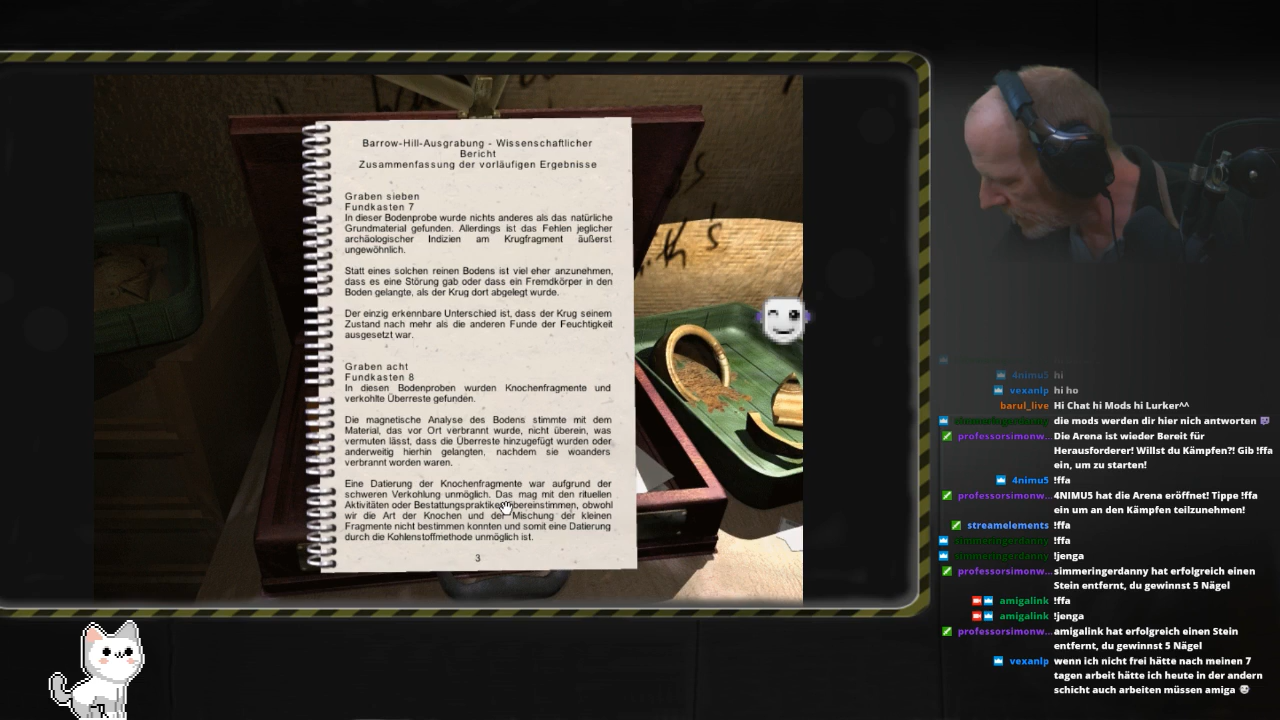 Barrow-Hill-Ausgrabung - Wissenschaftlicher
Bericht
Zusammenfassung der vorläufigen Ergebnisse
Graben sieben
Fundkasten 7
In dieser Bodenprobe wurde nichts anderes als das natürliche
Grundmaterial gefunden. Allerdings ist das Fehlen jeglicher
archäologischer Indizien am Krugfragment äußerst
ungewöhnlich.
Statt eines solchen reinen Bodens ist viel eher anzunehmen,
dass es eine Störung gab oder dass ein Fremdkörper in den
Boden gelangte, als der Krug dort abgelegt wurde.
Der einzig erkennbare Unterschied ist, dass der Krug seinem
Zustand nach mehr als die anderen Funde der Feuchtigkeit
ausgesetzt war.
Graben acht
Fundkasten 8
In diesen Bodenproben wurden Knochenfragmente und
verkohlte Überreste gefunden.
Die magnetische Analyse des Bodens stimmte mit dem
Material, das vor Ort verbrannt wurde, nicht überein, was
vermuten lässt, dass die Überreste hinzugefügt wurden oder
anderweitig hierhin gelangten, nachdem sie woanders
verbrannt worden waren.
Eine Datierung der Knochenfragmente war aufgrund der
schweren Verkohlung unmöglich. Das mag mit den rituellen
Aktivitäten oder Bestattungspraktiken übereinstimmen, obwohl
wir die Art der Knochen und der Mischung der kleinen
Fragmente nicht bestimmen konnten und somit eine Datierung
durch die Kohlenstoffmethode unmöglich ist.
3
4nimu5 hi
vexanlp hi ho
barul_live Hi Chat hi Mods hi Lurker^^
simmeringerdanny die mods werden dir hier nich antworten
professorsimonw... Die Arena ist wieder Bereit für
Herausforderer! Willst du Kämpfen?! Gib !ffa
ein, um zu starten!
4nimu5 !ffa
professorsimonw... 4NIMU5 hat die Arena eröffnet! Tippe !ffa
ein um an den Kämpfen teilzunehmen!
streamelements !ffa
simmeringerdanny !ffa
simmeringerdanny !jenga
professorsimonw... simmeringerdanny hat erfolgreich einen
Stein entfernt, du gewinnst 5 Nägel
amigalink !ffa
amigalink !jenga
professorsimonw... amigalink hat erfolgreich einen Stein
entfernt, du gewinnst 5 Nägel
vexanlp wenn ich nicht frei hätte nach meinen 7
tagen arbeit hätte ich heute in der andern
schicht auch arbeiten müssen amiga